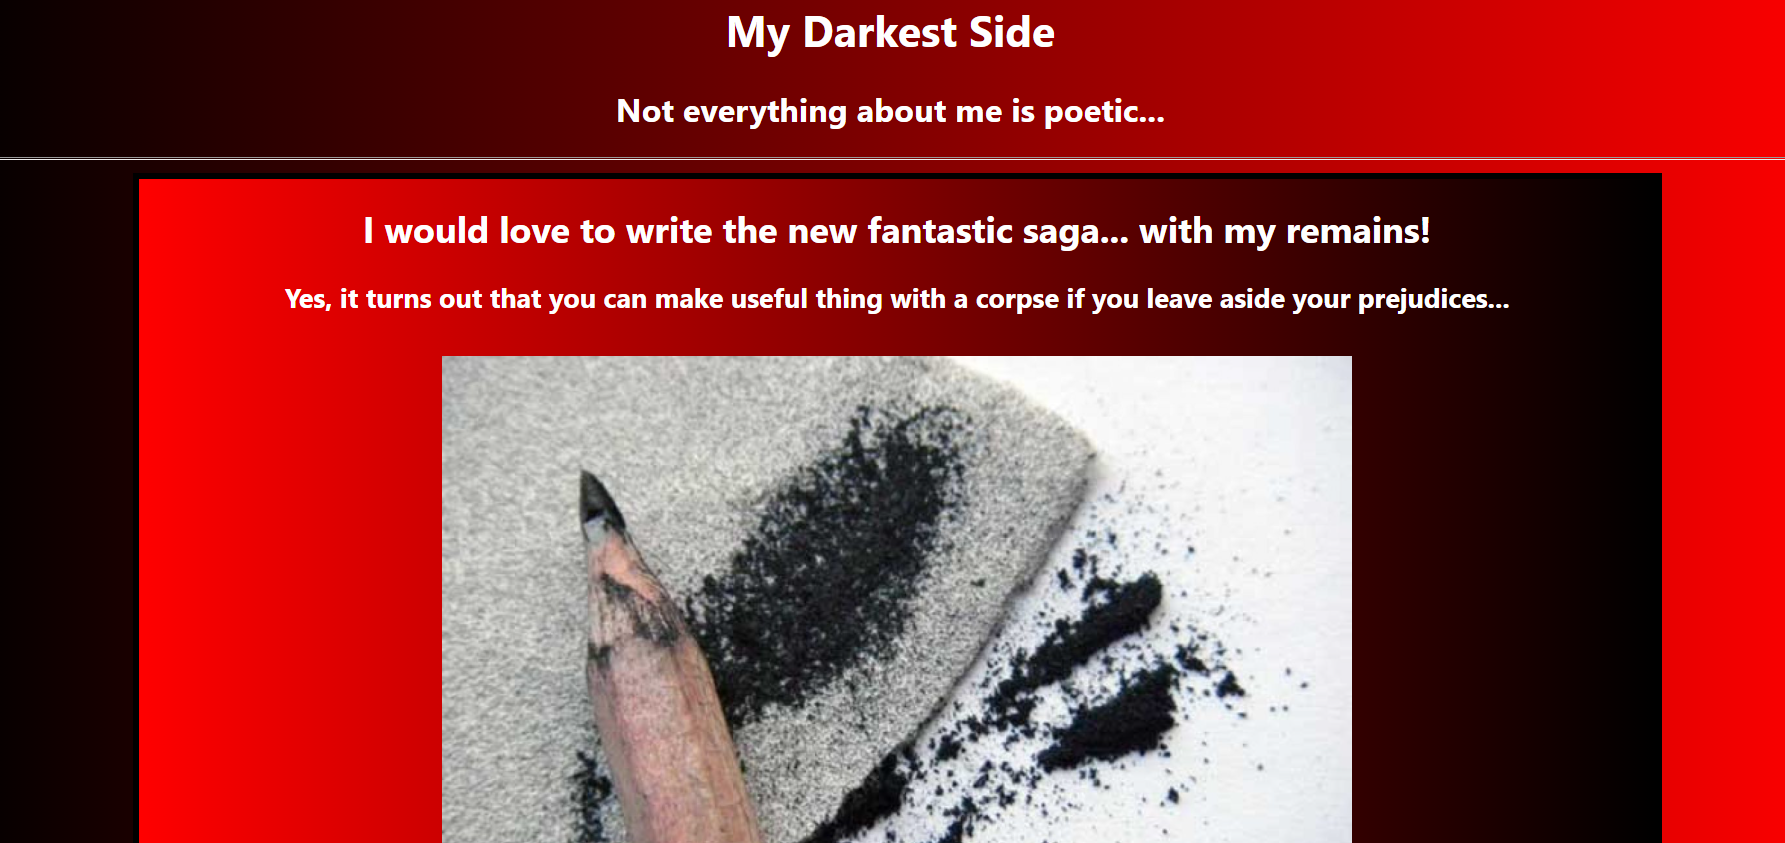 My Darkest Side
Not everything about me is poetic...
I would love to write the new fantastic saga... with my remains!
Yes, it turns out that you can make useful thing with a corpse if you leave aside your prejudices...